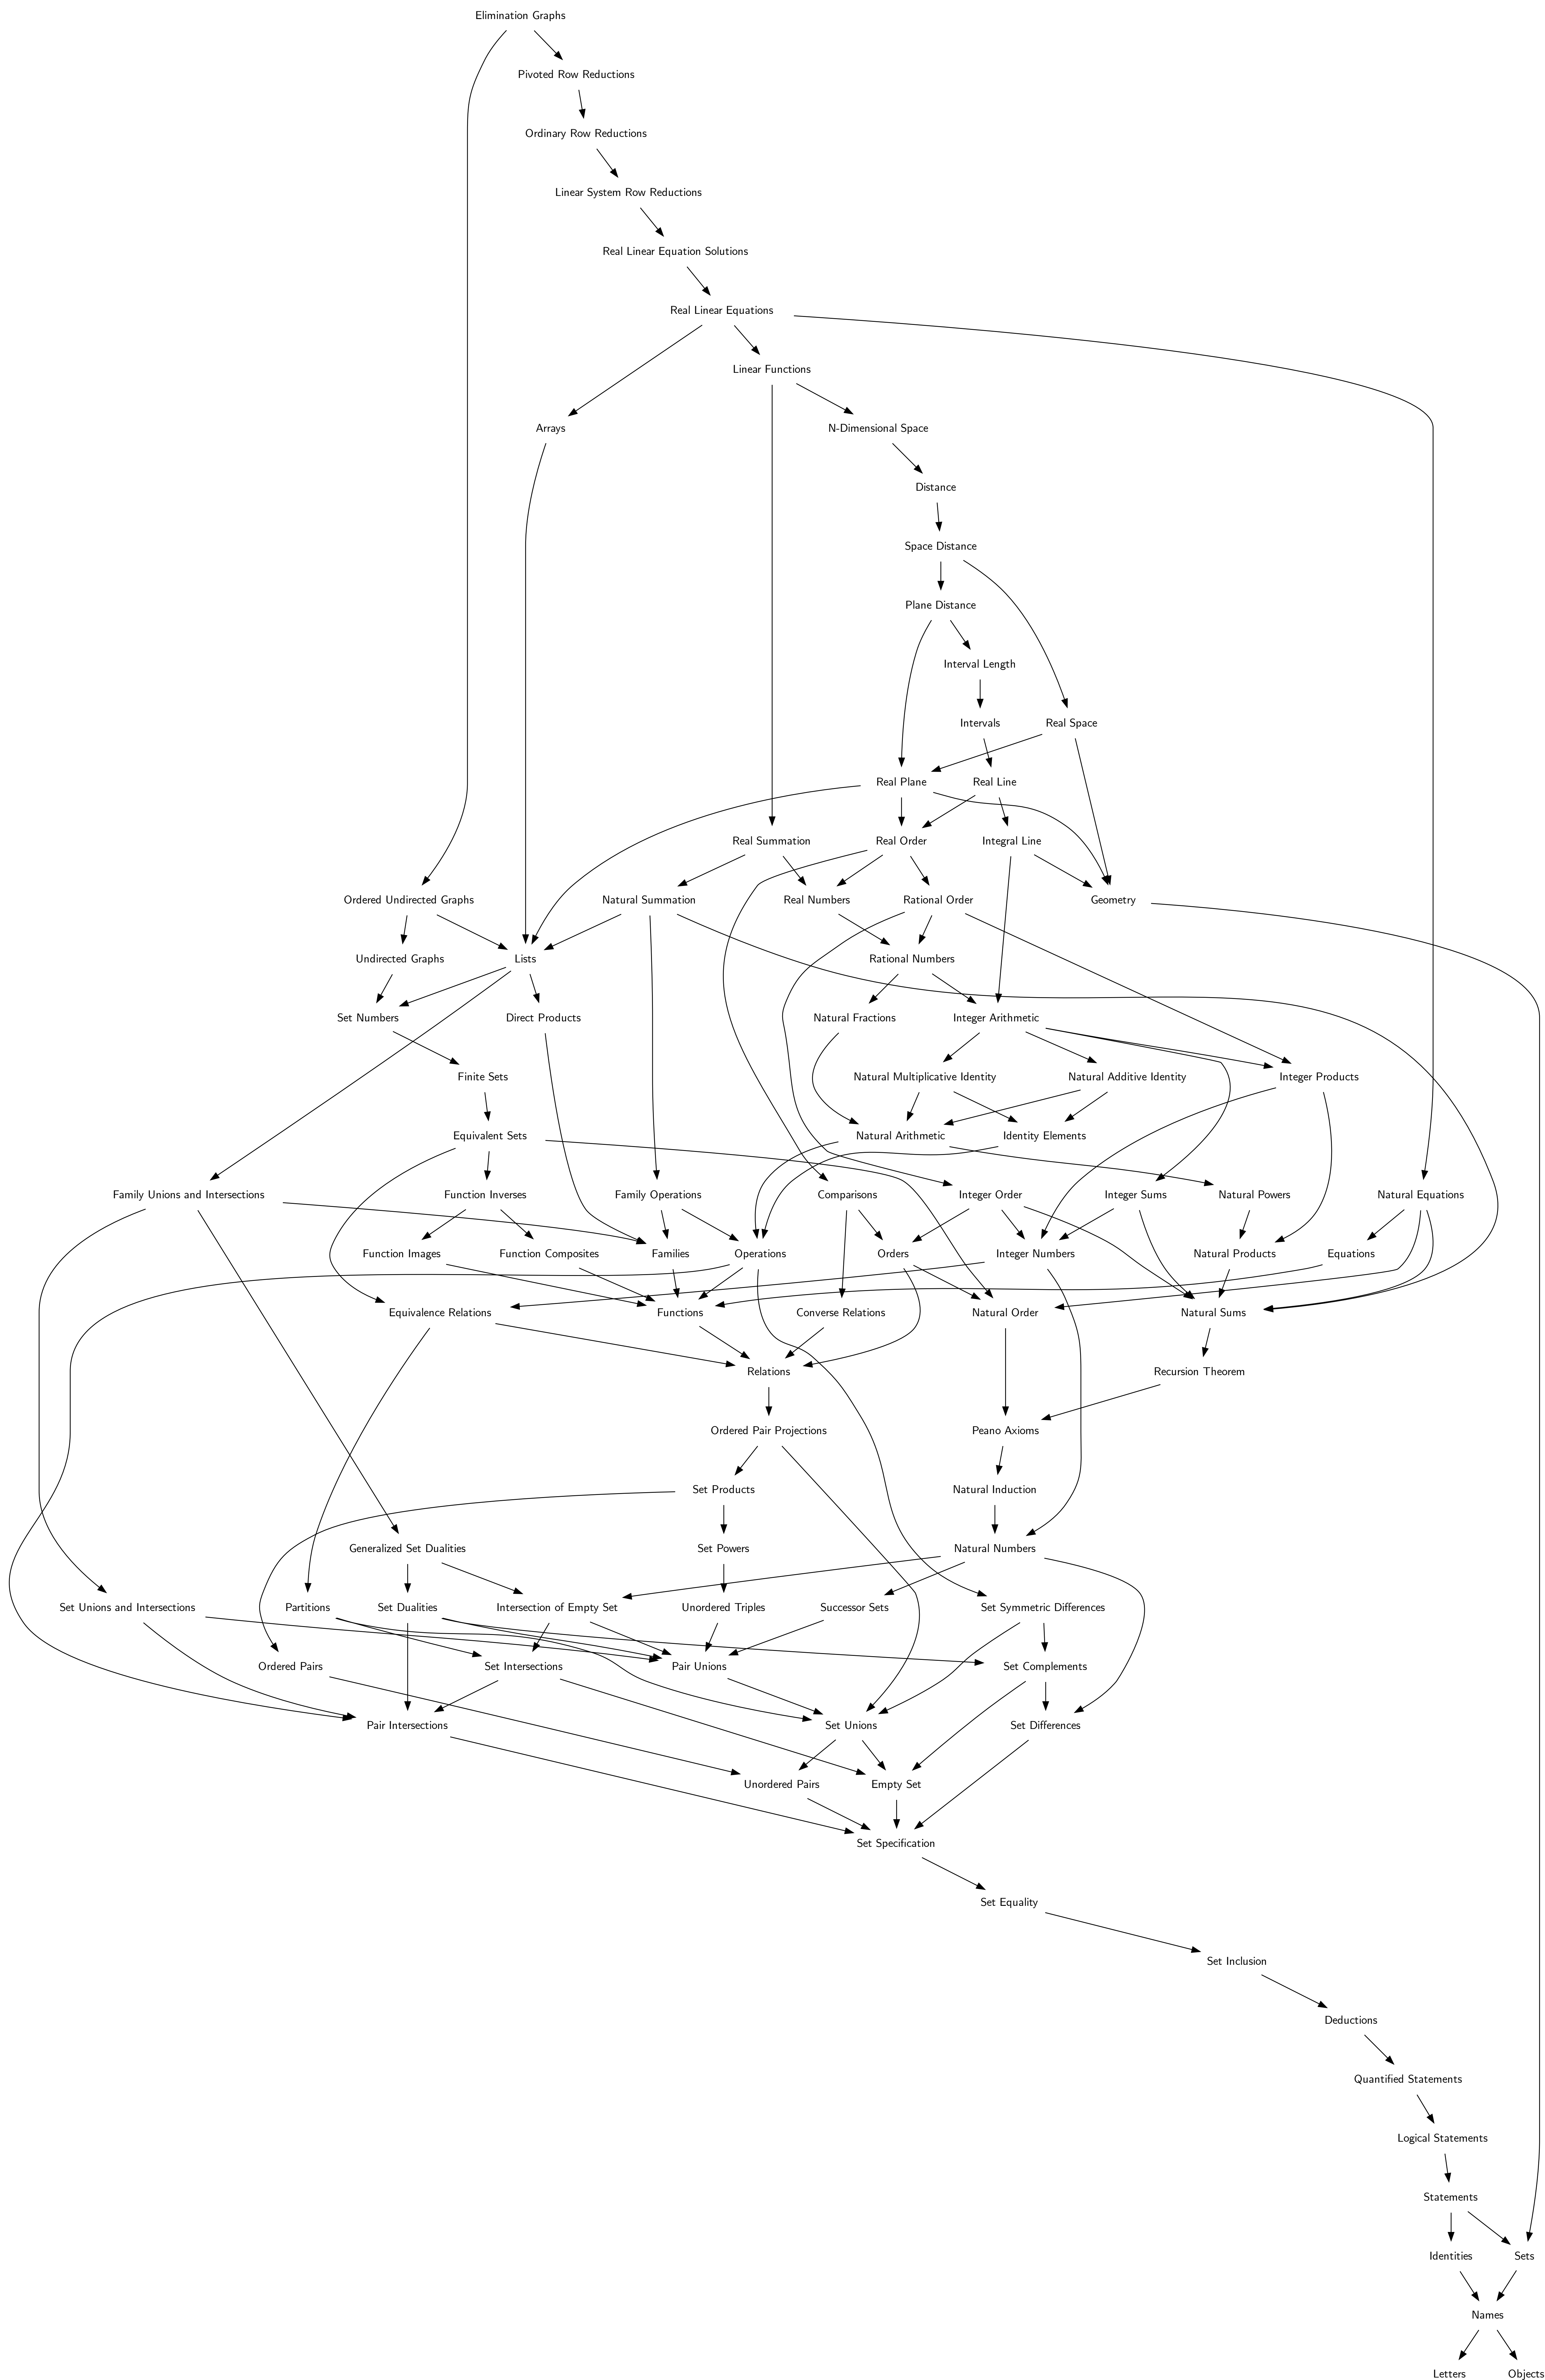 Elimination Graphs
Pivoted Row Reductions
Ordinary Row Reductions
Linear System Row Reductions
Real Linear Equation Solutions
Real Linear Equations
Linear Functions
Arrays
N-Dimensional Space
Distance
Space Distance
Plane Distance
Interval Length
Intervals
Real Space
Real Plane
Real Line
Real Summation
Real Order
Integral Line
Ordered Undirected Graphs
Natural Summation
Real Numbers
Rational Order
Geometry
Undirected Graphs
Lists
Rational Numbers
Set Numbers
Direct Products
Natural Fractions
Integer Arithmetic
Finite Sets
Natural Multiplicative Identity
Natural Additive Identity
Integer Products
Equivalent Sets
Natural Arithmetic
Identity Elements
Family Unions and Intersections
Function Inverses
Family Operations
Comparisons
Integer Order
Integer Sums
Natural Powers
Natural Equations
Function Images
Function Composites
Families
Operations
Orders
Integer Numbers
Natural Products
Equations
Equivalence Relations
Functions
Converse Relations
Natural Order
Natural Sums
Relations
Recursion Theorem
Ordered Pair Projections
Peano Axioms
Set Products
Natural Induction
Generalized Set Dualities
Set Powers
Natural Numbers
Set Unions and Intersections
Partitions
Set Dualities
Intersection of Empty Set
Unordered Triples
Successor Sets
Set Symmetric Differences
Ordered Pairs
Set Intersections
Pair Unions
Set Complements
Pair Intersections
Set Unions
Set Differences
Unordered Pairs
Empty Set
Set Specification
Set Equality
Set Inclusion
Deductions
Quantified Statements
Logical Statements
Statements
Identities
Sets
Names
Letters
Objects